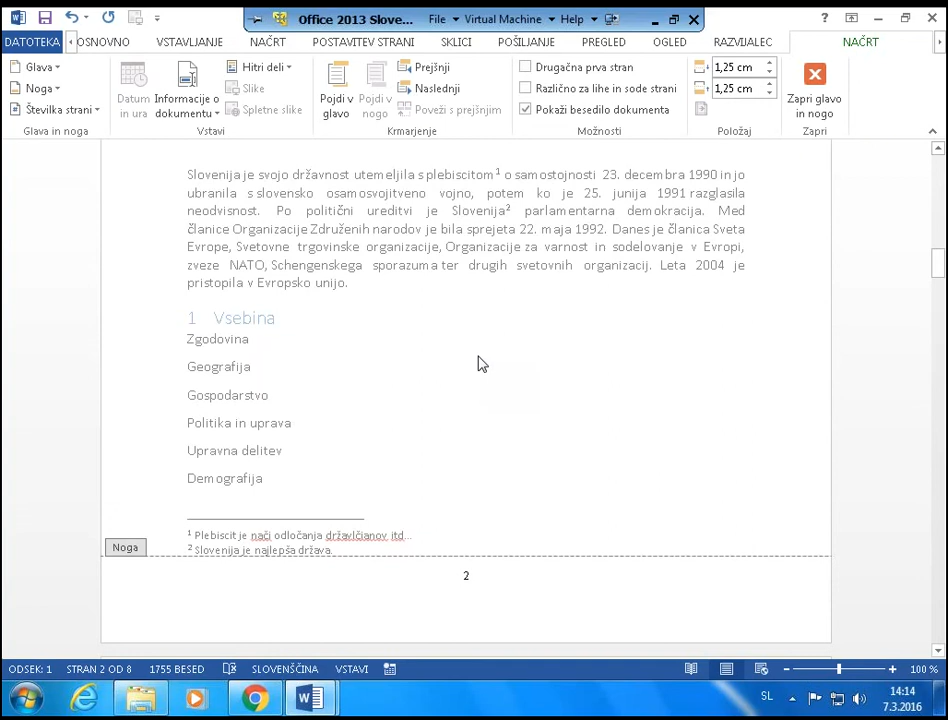 Office 2013 Slove... File Virtual Machine Help
DATOTEKA OSNOVNO VSTAVLJANJE NAČRT POSTAVITEV STRANI SKLICI POŠILJANJE PREGLED OGLED RAZVIJALEC NAČRT
Glava
Noga
Številka strani
Glava in noga
Datum in ura
Informacije o dokumentu
Hitri deli
Slike
Spletne slike
Vstavi
Pojdi v glavo
Pojdi v nogo
Prejšnji
Naslednji
Poveži s prejšnjim
Krmarjenje
Drugačna prva stran
Različno za lihe in sode strani
Pokaži besedilo dokumenta
Možnosti
1,25 cm
1,25 cm
Položaj
Zapri glavo in nogo
Zapri
Slovenija je svojo državnost utemeljila s plebiscitom¹ o samostojnosti 23. decembra 1990 in jo
ubranila s slovensko osamosvojitveno vojno, potem ko je 25. junija 1991 razglasila
neodvisnost. Po politični ureditvi je Slovenija² parlamentarna demokracija. Med
članice Organizacije Združenih narodov je bila sprejeta 22. maja 1992. Danes je članica Sveta
Evrope, Svetovne trgovinske organizacije, Organizacije za varnost in sodelovanje v Evropi,
zveze NATO, Schengenskega sporazuma ter drugih svetovnih organizacij. Leta 2004 je
pristopila v Evropsko unijo.
1 Vsebina
Zgodovina
Geografija
Gospodarstvo
Politika in uprava
Upravna delitev
Demografija
¹ Plebiscit je nači odločanja državlčianov itd...
² Slovenija je najlepša država.
Noga
2
ODSEK: 1 STRAN 2 OD 8 1755 BESED SLOVENŠČINA VSTAVI 100 %
SL 14:14
7.3.2016